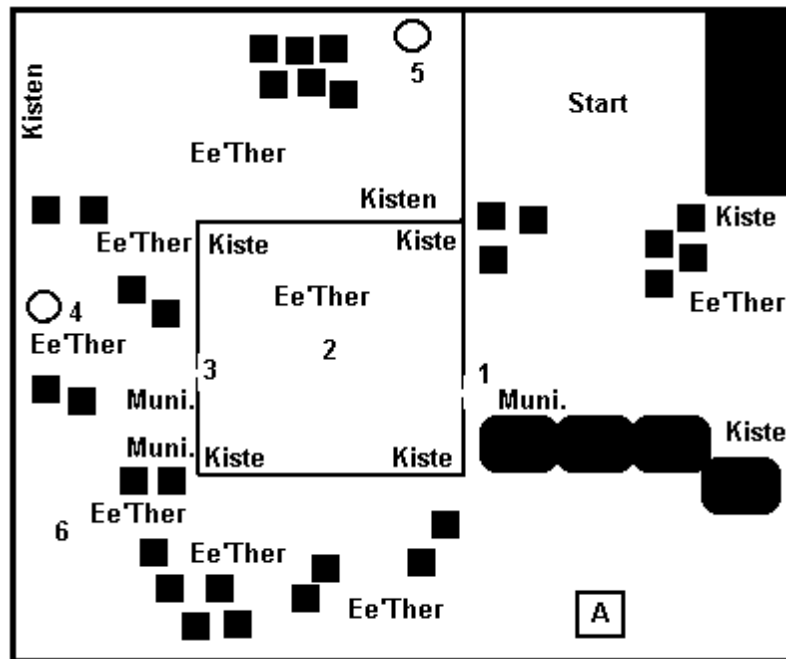 5
Start
Kisten
Ee'Ther
Kisten
Kiste
Ee'Ther
Kiste
Kiste
Ee'Ther
Ee'Ther
4
Ee'Ther
2
3
1
Muni.
Muni.
Kiste
Muni.
Kiste
Kiste
Ee'Ther
6
Ee'Ther
Ee'Ther
A